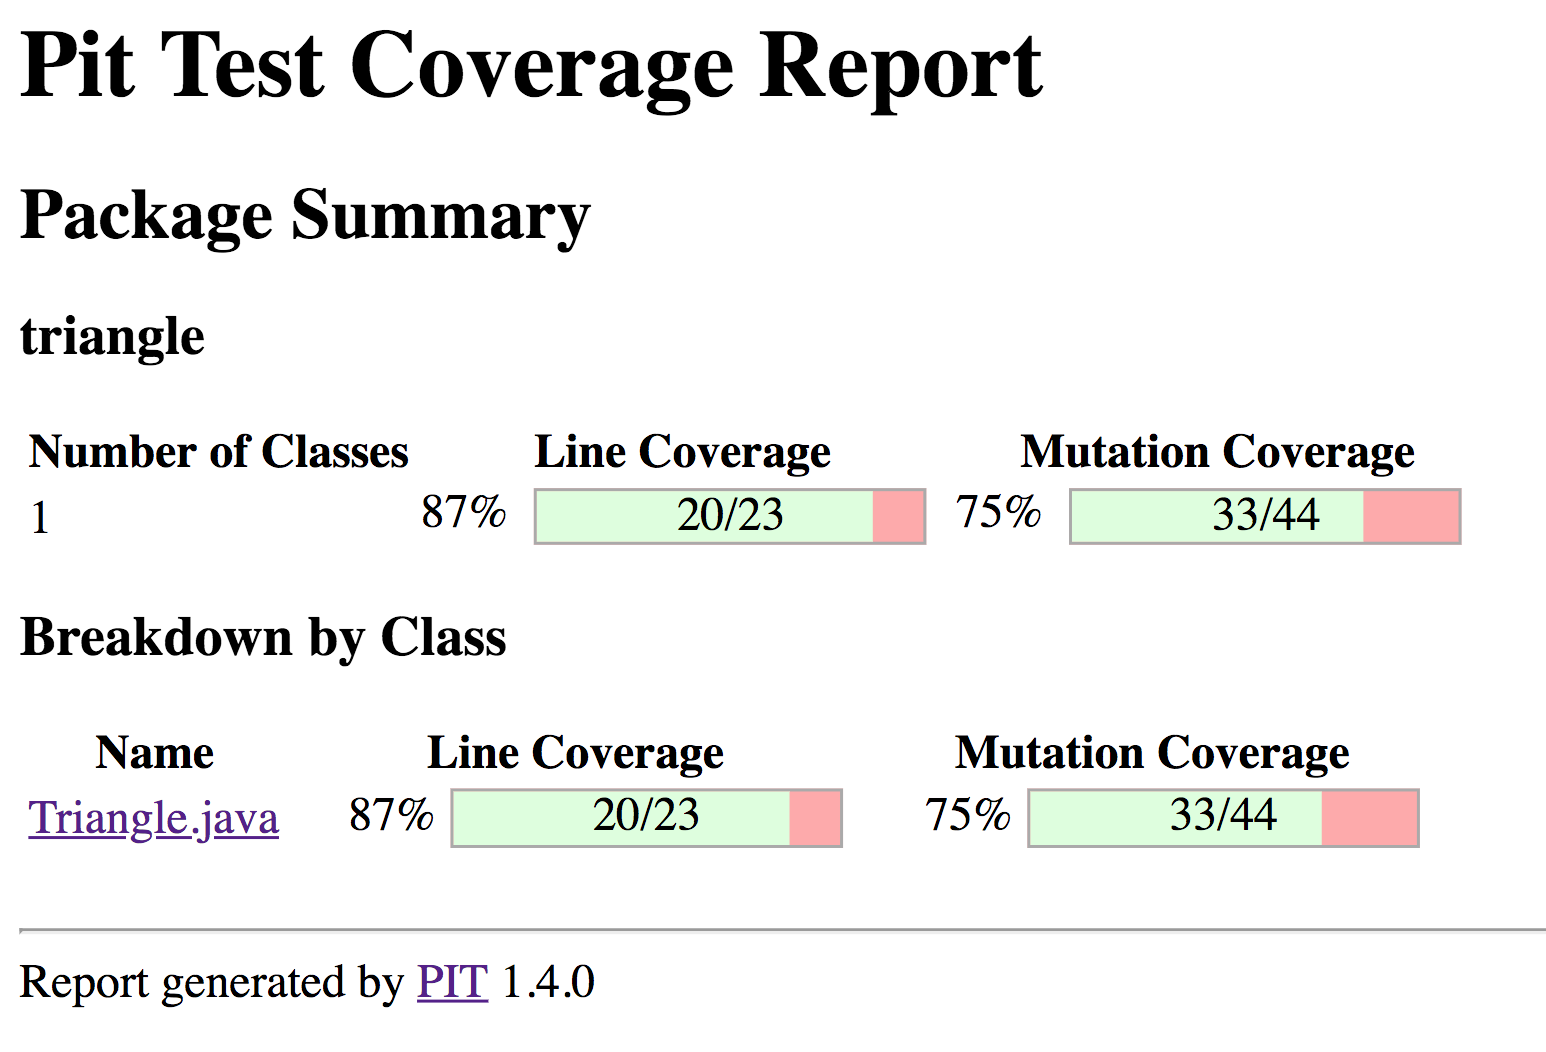 Pit Test Coverage Report
Package Summary
triangle
Number of Classes Line Coverage Mutation Coverage
1 87% 20/23 75% 33/44
Breakdown by Class
Name Line Coverage Mutation Coverage
Triangle.java 87% 20/23 75% 33/44
Report generated by PIT 1.4.0